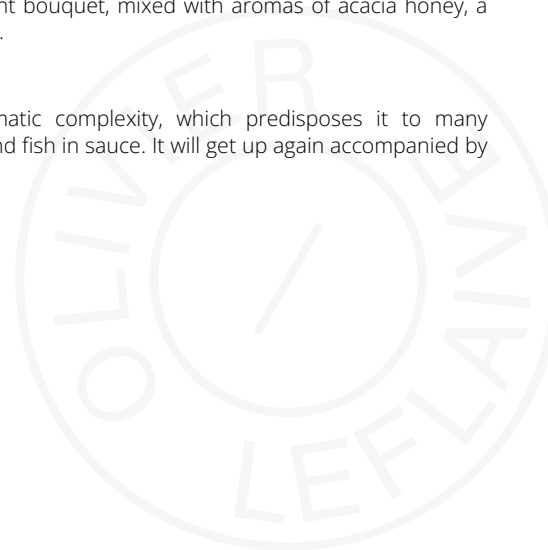 nt bouquet, mixed with aromas of acacia honey, a
.
matic complexity, which predisposes it to many
nd fish in sauce. It will get up again accompanied by
OLIVIER LEFLAIVE